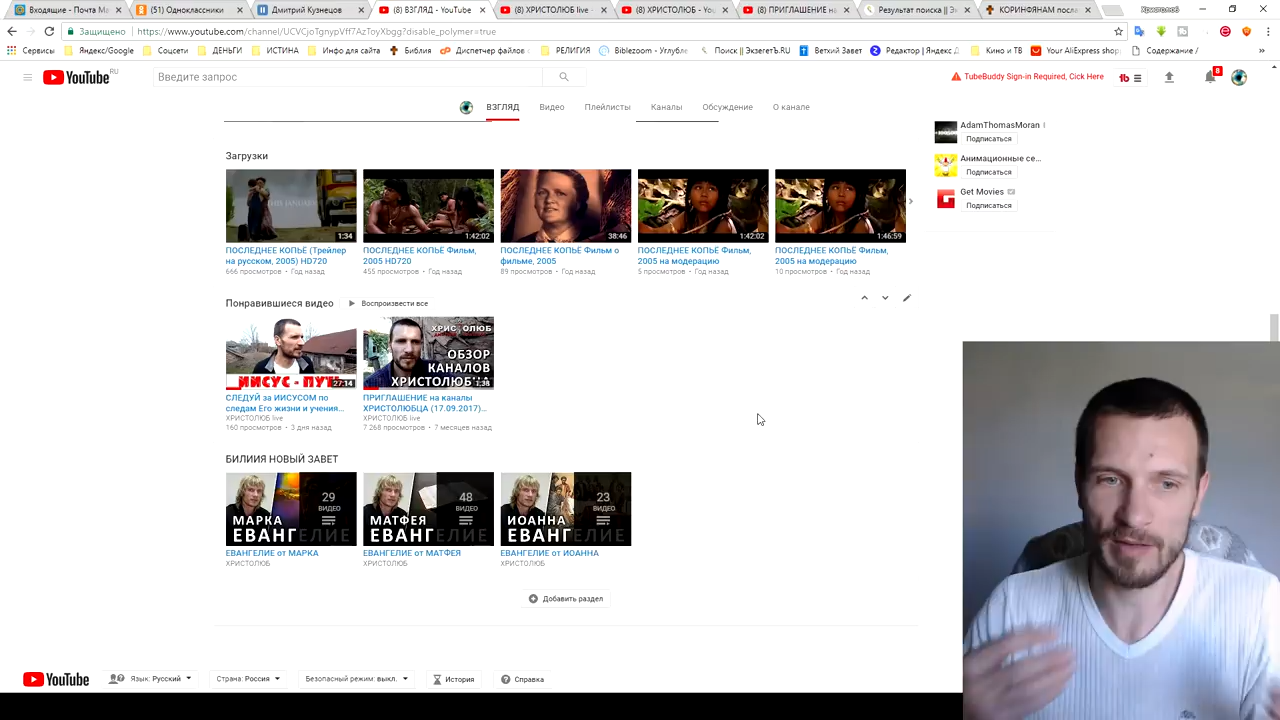 Входящие - Почта Ma
(51) Одноклассники
Дмитрий Кузнецов
(8) ВЗГЛЯД - YouTube
(8) ХРИСТОЛЮБ live -
(8) ХРИСТОЛЮБ - You
(8) ПРИГЛАШЕНИЕ на
Результат поиска || Эк
КОРИНФЯНАМ посл
Христолюб
Защищено
https://www.youtube.com/channel/UCVCjoTgnypVff7AzToyXbgg?disable_polymer=true
Сервисы
Яндекс/Google
Соцсети
ДЕНЬГИ
ИСТИНА
Инфо для сайта
Библия
Диспетчер файлов
РЕЛИГИЯ
Biblezoom - Углубле
Поиск || ЭкзегетЪ.RU
Ветхий Завет
Редактор | Яндекс Д
Кино и ТВ
Your AliExpress shop
Содержание /
YouTube RU
Введите запрос
TubeBuddy Sign-in Required, Cick Here
8
ВЗГЛЯД
Видео
Плейлисты
Каналы
Обсуждение
О канале
AdamThomasMoran
Подписаться
Анимационные се...
Подписаться
Get Movies
Подписаться
Загрузки
1:34
1:42:02
38:46
1:42:02
1:46:59
ПОСЛЕДНЕЕ КОПЬЁ (Трейлер
на русском, 2005) HD720
666 просмотров • Год назад
ПОСЛЕДНЕЕ КОПЬЁ Фильм,
2005 HD720
455 просмотров • Год назад
ПОСЛЕДНЕЕ КОПЬЁ Фильм о
фильме, 2005
89 просмотров • Год назад
ПОСЛЕДНЕЕ КОПЬЁ Фильм,
2005 на модерацию
5 просмотров • Год назад
ПОСЛЕДНЕЕ КОПЬЁ Фильм,
2005 на модерацию
10 просмотров • Год назад
Понравившиеся видео
Воспроизвести все
ИИСУС - ПУТЬ
27:14
ХРИСТОЛЮБ
ОБЗОР
КАНАЛОВ
ХРИСТОЛЮБЦА
1:38
СЛЕДУЙ за ИИСУСОМ по
следам Его жизни и учения...
ХРИСТОЛЮБ live
160 просмотров • 3 дня назад
ПРИГЛАШЕНИЕ на каналы
ХРИСТОЛЮБЦА (17.09.2017)...
ХРИСТОЛЮБ live
7 268 просмотров • 7 месяцев назад
БИЛИИЯ НОВЫЙ ЗАВЕТ
МАРКА
ЕВАНГЕЛИЕ
29
ВИДЕО
МАТФЕЯ
ЕВАНГЕЛИЕ
48
ВИДЕО
ИОАННА
ЕВАНГЕЛИЕ
23
ВИДЕО
ЕВАНГЕЛИЕ от МАРКА
ХРИСТОЛЮБ
ЕВАНГЕЛИЕ от МАТФЕЯ
ХРИСТОЛЮБ
ЕВАНГЕЛИЕ от ИОАННА
ХРИСТОЛЮБ
Добавить раздел
YouTube
Язык: Русский
Страна: Россия
Безопасный режим: выкл.
История
Справка